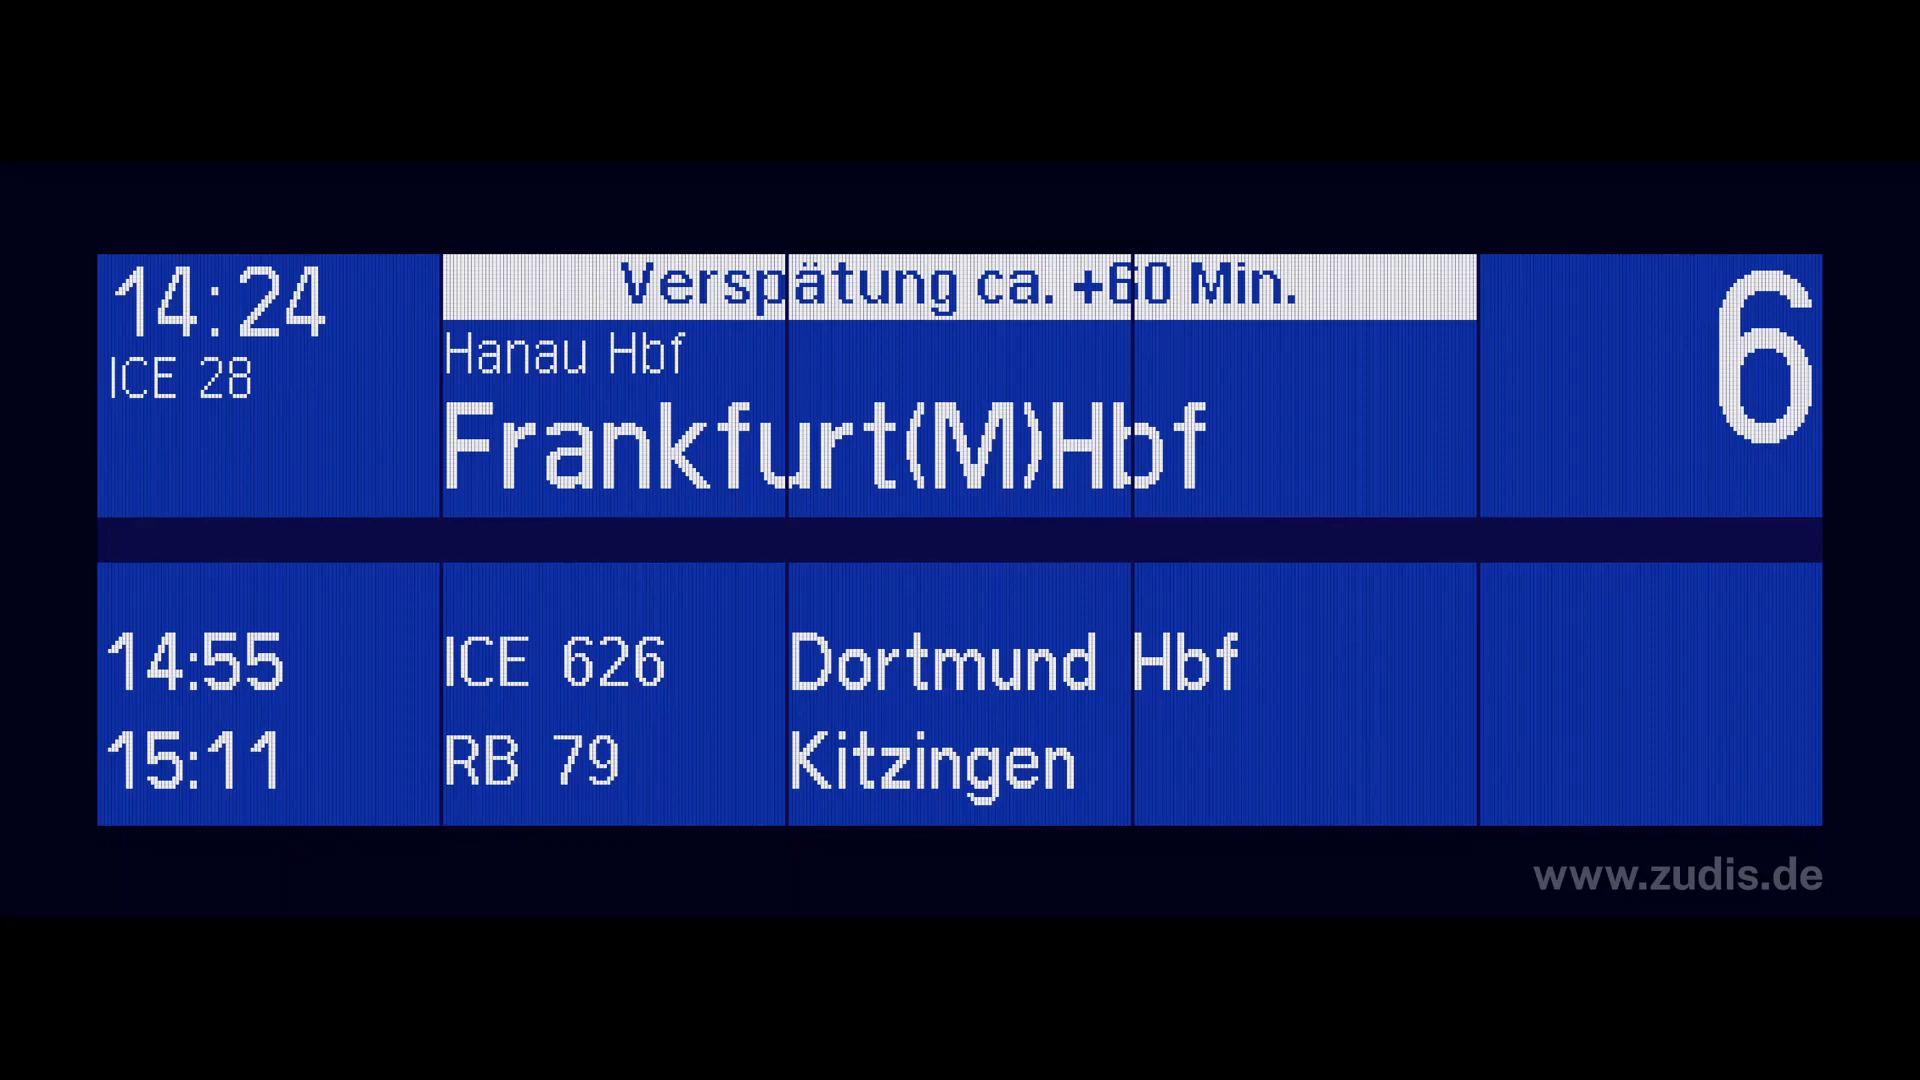 14:24
Verspätung ca. +60 Min.
6
ICE 28
Hanau Hbf
Frankfurt(M)Hbf
14:55 ICE 626 Dortmund Hbf
15:11 RB 79 Kitzingen
www.zudis.de